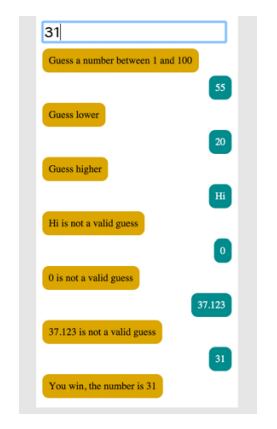 31
Guess a number between 1 and 100
55
Guess lower
20
Guess higher
Hi
Hi is not a valid guess
0
0 is not a valid guess
37.123
37.123 is not a valid guess
31
You win, the number is 31